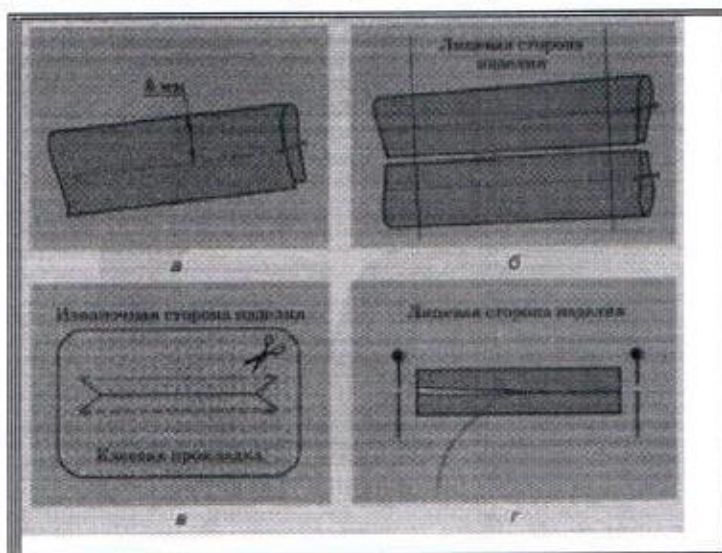 8 мм
Лицевая сторона
изделия
а
б
Изнаночная сторона изделия
Лицевая сторона изделия
Клеевая прокладка
в
г